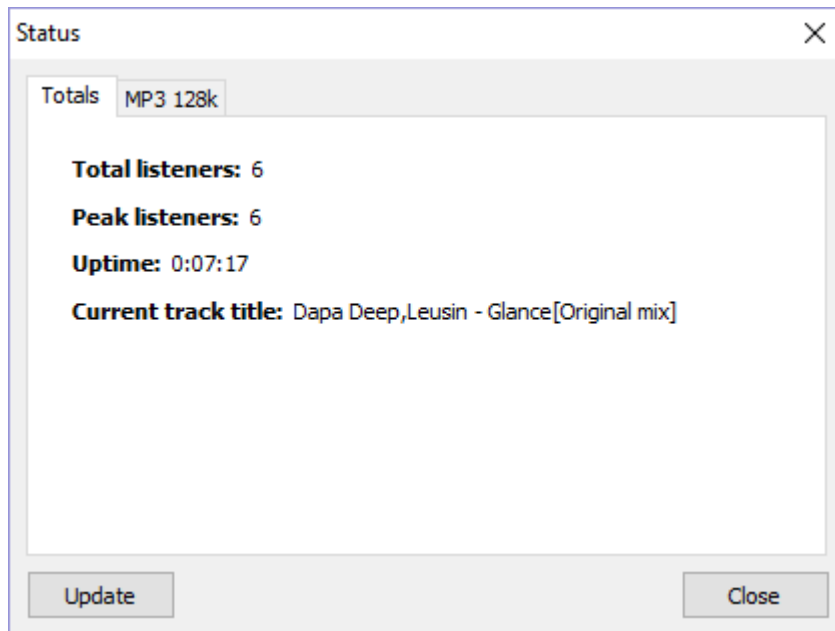 Status
Totals
MP3 128k
Total listeners: 6
Peak listeners: 6
Uptime: 0:07:17
Current track title: Dapa Deep,Leusin - Glance[Original mix]
Update
Close